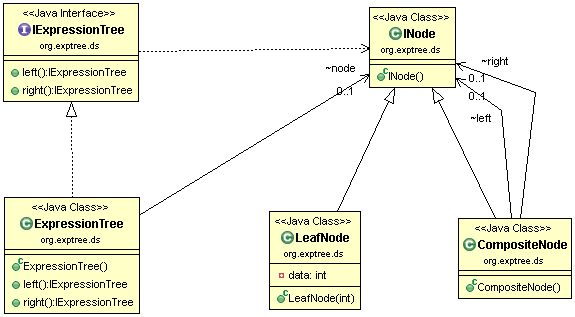 <<Java Interface>>
IExpressionTree
org.exptree.ds
left():IExpressionTree
right():IExpressionTree
<<Java Class>>
INode
org.exptree.ds
INode()
~right
0..1
0..1
~left
~node
0..1
<<Java Class>>
ExpressionTree
org.exptree.ds
ExpressionTree()
left():IExpressionTree
right():IExpressionTree
<<Java Class>>
LeafNode
org.exptree.ds
data: int
LeafNode(int)
<<Java Class>>
CompositeNode
org.exptree.ds
CompositeNode()